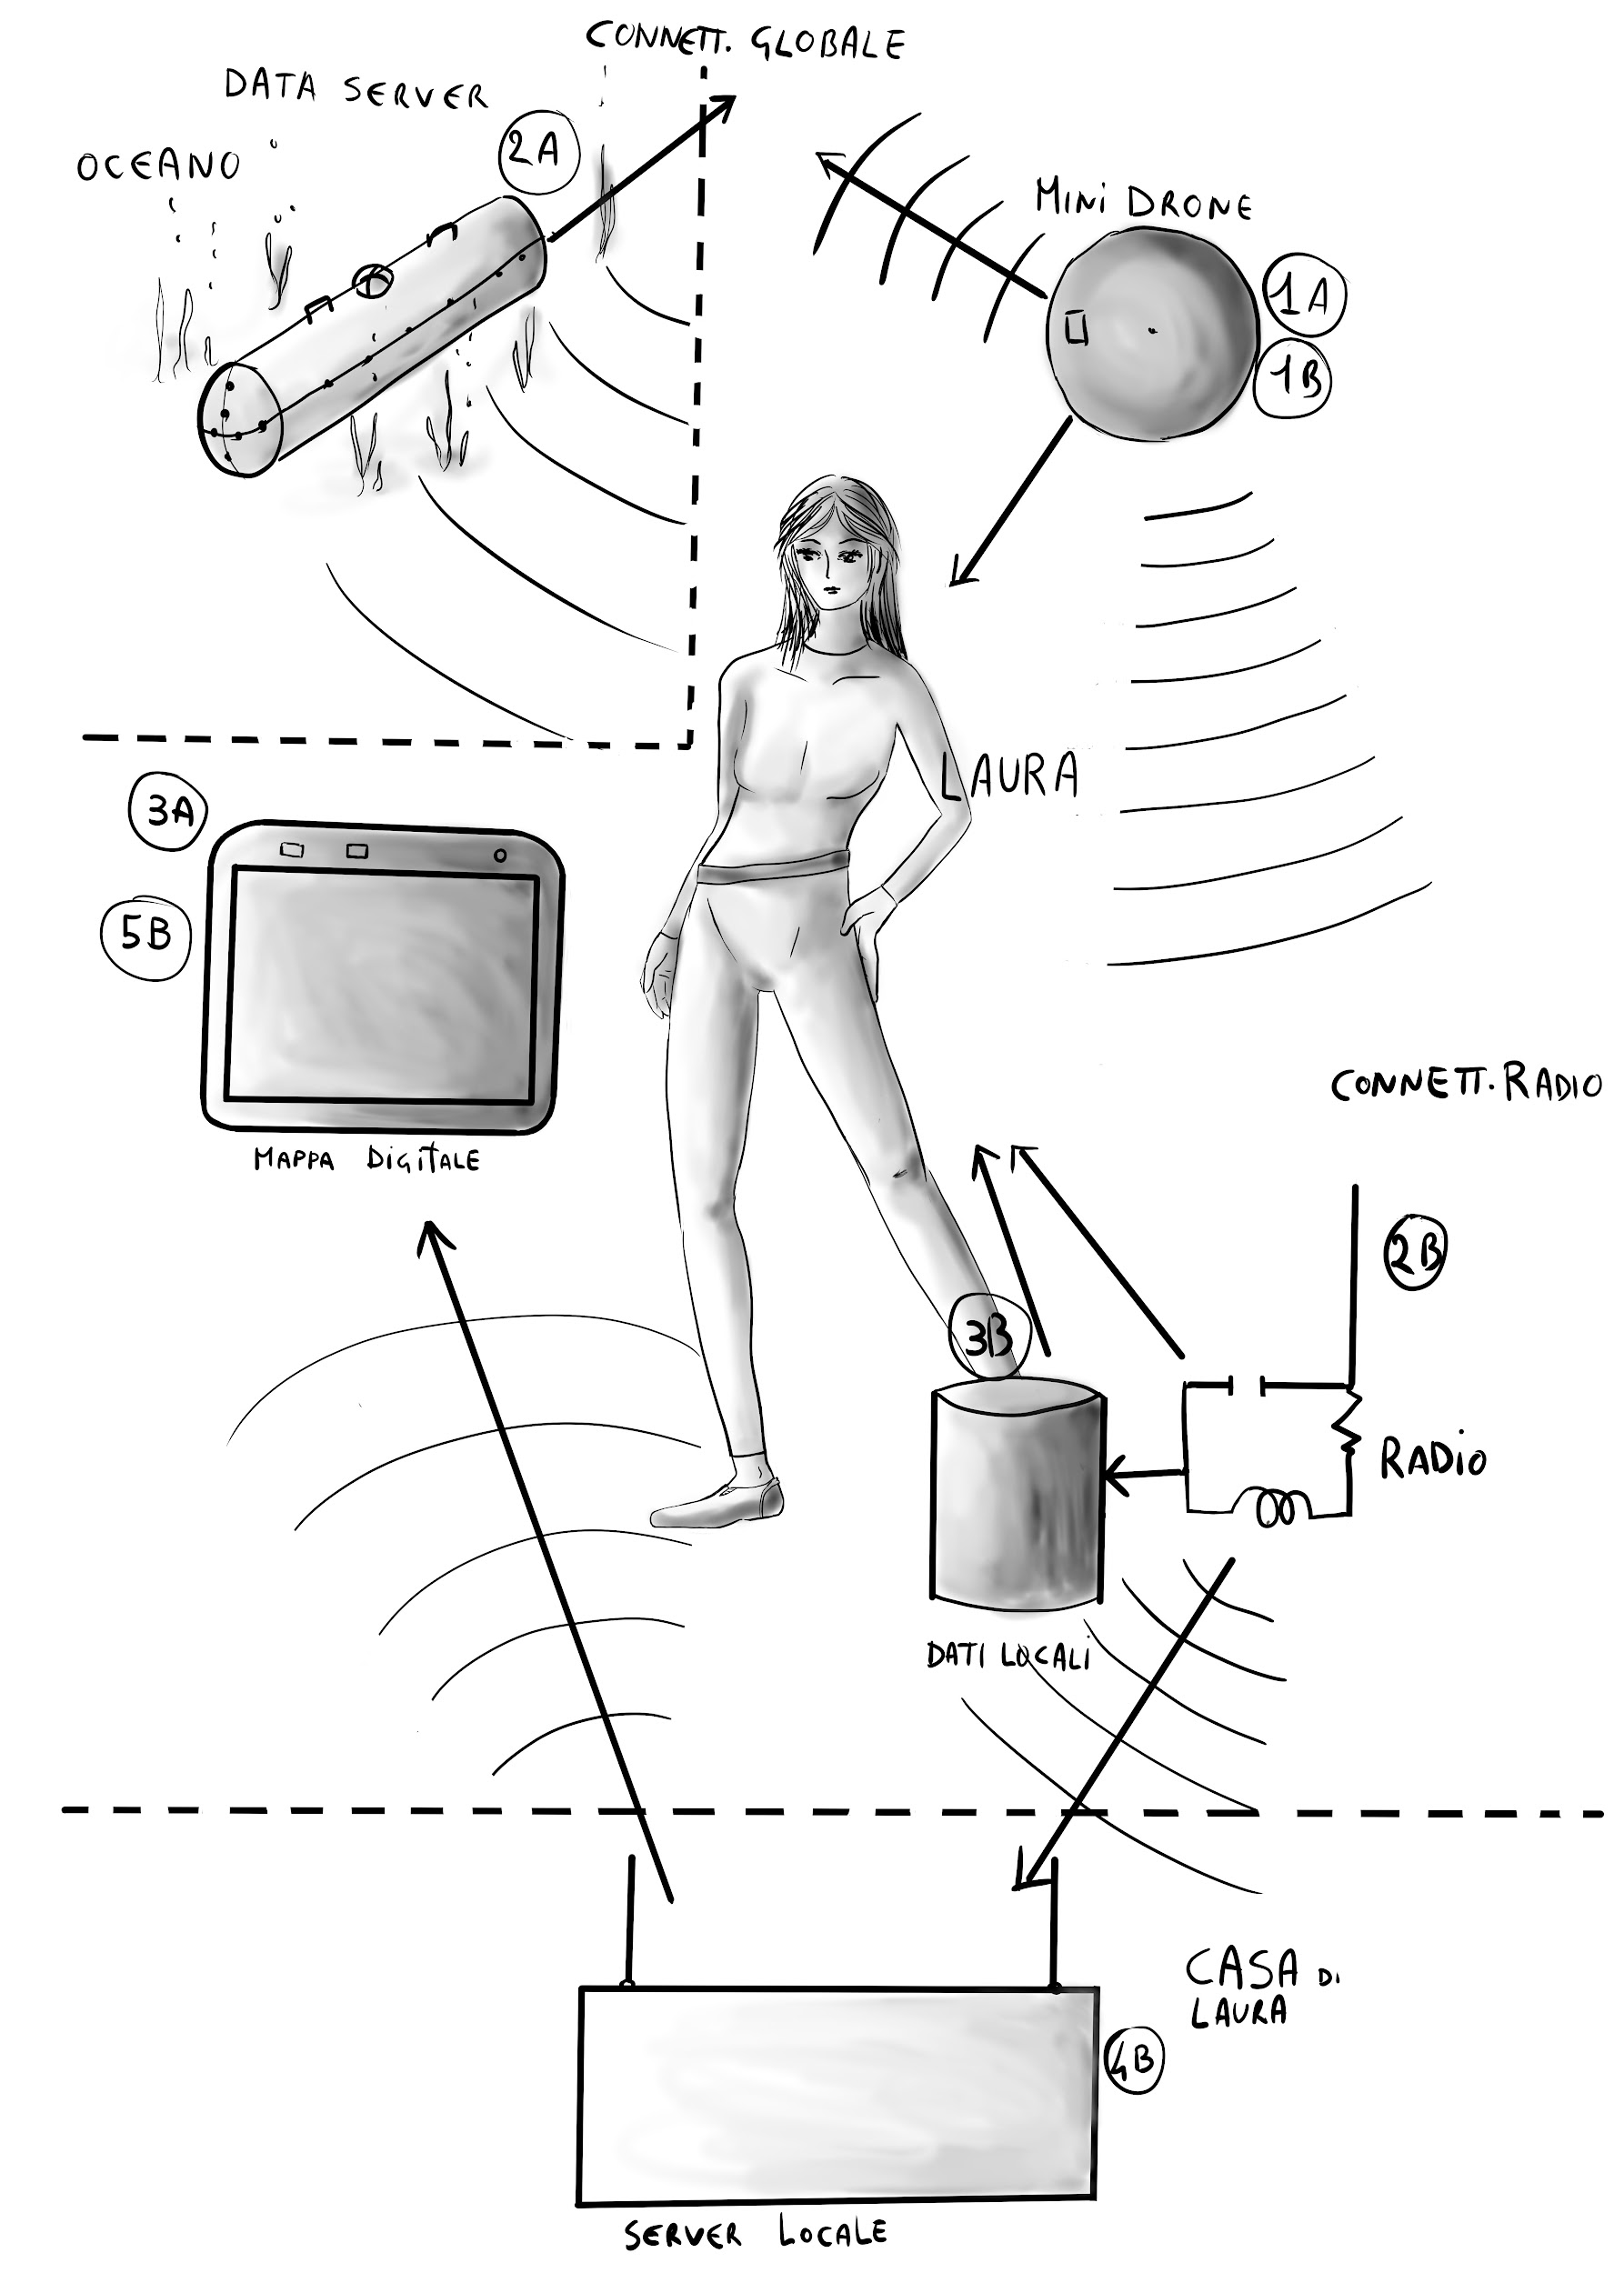 CONNETT. GLOBALE
DATA SERVER
2A
OCEANO
MINI DRONE
1A
1B
LAURA
3A
5B
MAPPA DIGITALE
CONNETT. RADIO
2B
3B
RADIO
DATI LOCALI
CASA DI
LAURA
4B
SERVER LOCALE